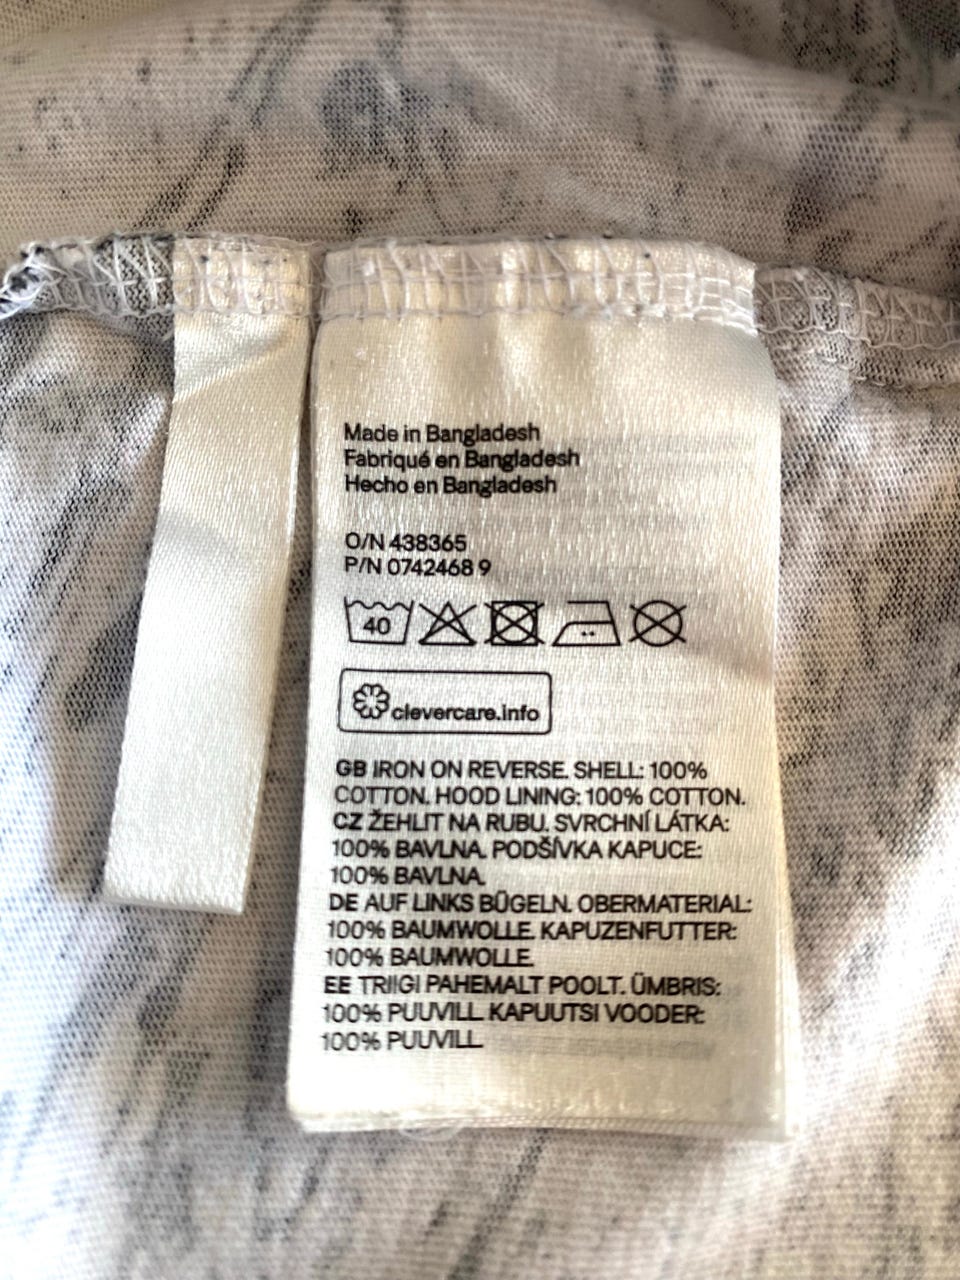 Made in Bangladesh
Fabriqué en Bangladesh
Hecho en Bangladesh
O/N 438365
P/N 0742468 9
40
clevercare.info
GB IRON ON REVERSE. SHELL: 100%
COTTON. HOOD LINING: 100% COTTON.
CZ ŽEHLIT NA RUBU. SVRCHNÍ LÁTKA:
100% BAVLNA. PODŠÍVKA KAPUCE:
100% BAVLNA.
DE AUF LINKS BÜGELN. OBERMATERIAL:
100% BAUMWOLLE. KAPUZENFUTTER:
100% BAUMWOLLE.
EE TRIIGI PAHEMALT POOLT. ÜMBRIS:
100% PUUVILL. KAPUUTSI VOODER:
100% PUUVILL.